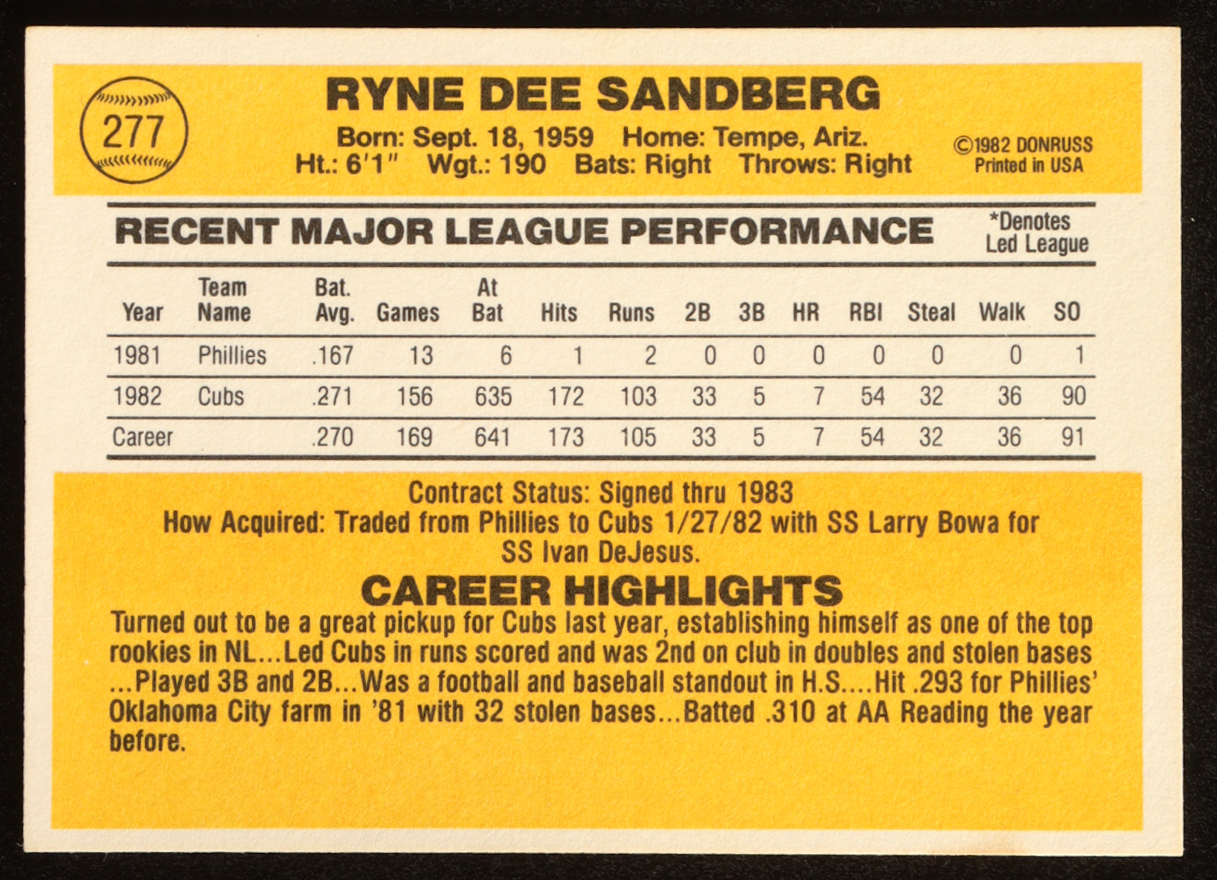 277
RYNE DEE SANDBERG
Born: Sept. 18, 1959 Home: Tempe, Ariz.
Ht.: 6'1" Wgt.: 190 Bats: Right Throws: Right
©1982 DONRUSS
Printed in USA
RECENT MAJOR LEAGUE PERFORMANCE
*Denotes
Led League
Year Team Name Bat. Avg. Games At Bat Hits Runs 2B 3B HR RBI Steal Walk SO
1981 Phillies .167 13 6 1 2 0 0 0 0 0 0 1
1982 Cubs .271 156 635 172 103 33 5 7 54 32 36 90
Career .270 169 641 173 105 33 5 7 54 32 36 91
Contract Status: Signed thru 1983
How Acquired: Traded from Phillies to Cubs 1/27/82 with SS Larry Bowa for
SS Ivan DeJesus.
CAREER HIGHLIGHTS
Turned out to be a great pickup for Cubs last year, establishing himself as one of the top
rookies in NL...Led Cubs in runs scored and was 2nd on club in doubles and stolen bases
...Played 3B and 2B...Was a football and baseball standout in H.S....Hit .293 for Phillies'
Oklahoma City farm in '81 with 32 stolen bases...Batted .310 at AA Reading the year
before.